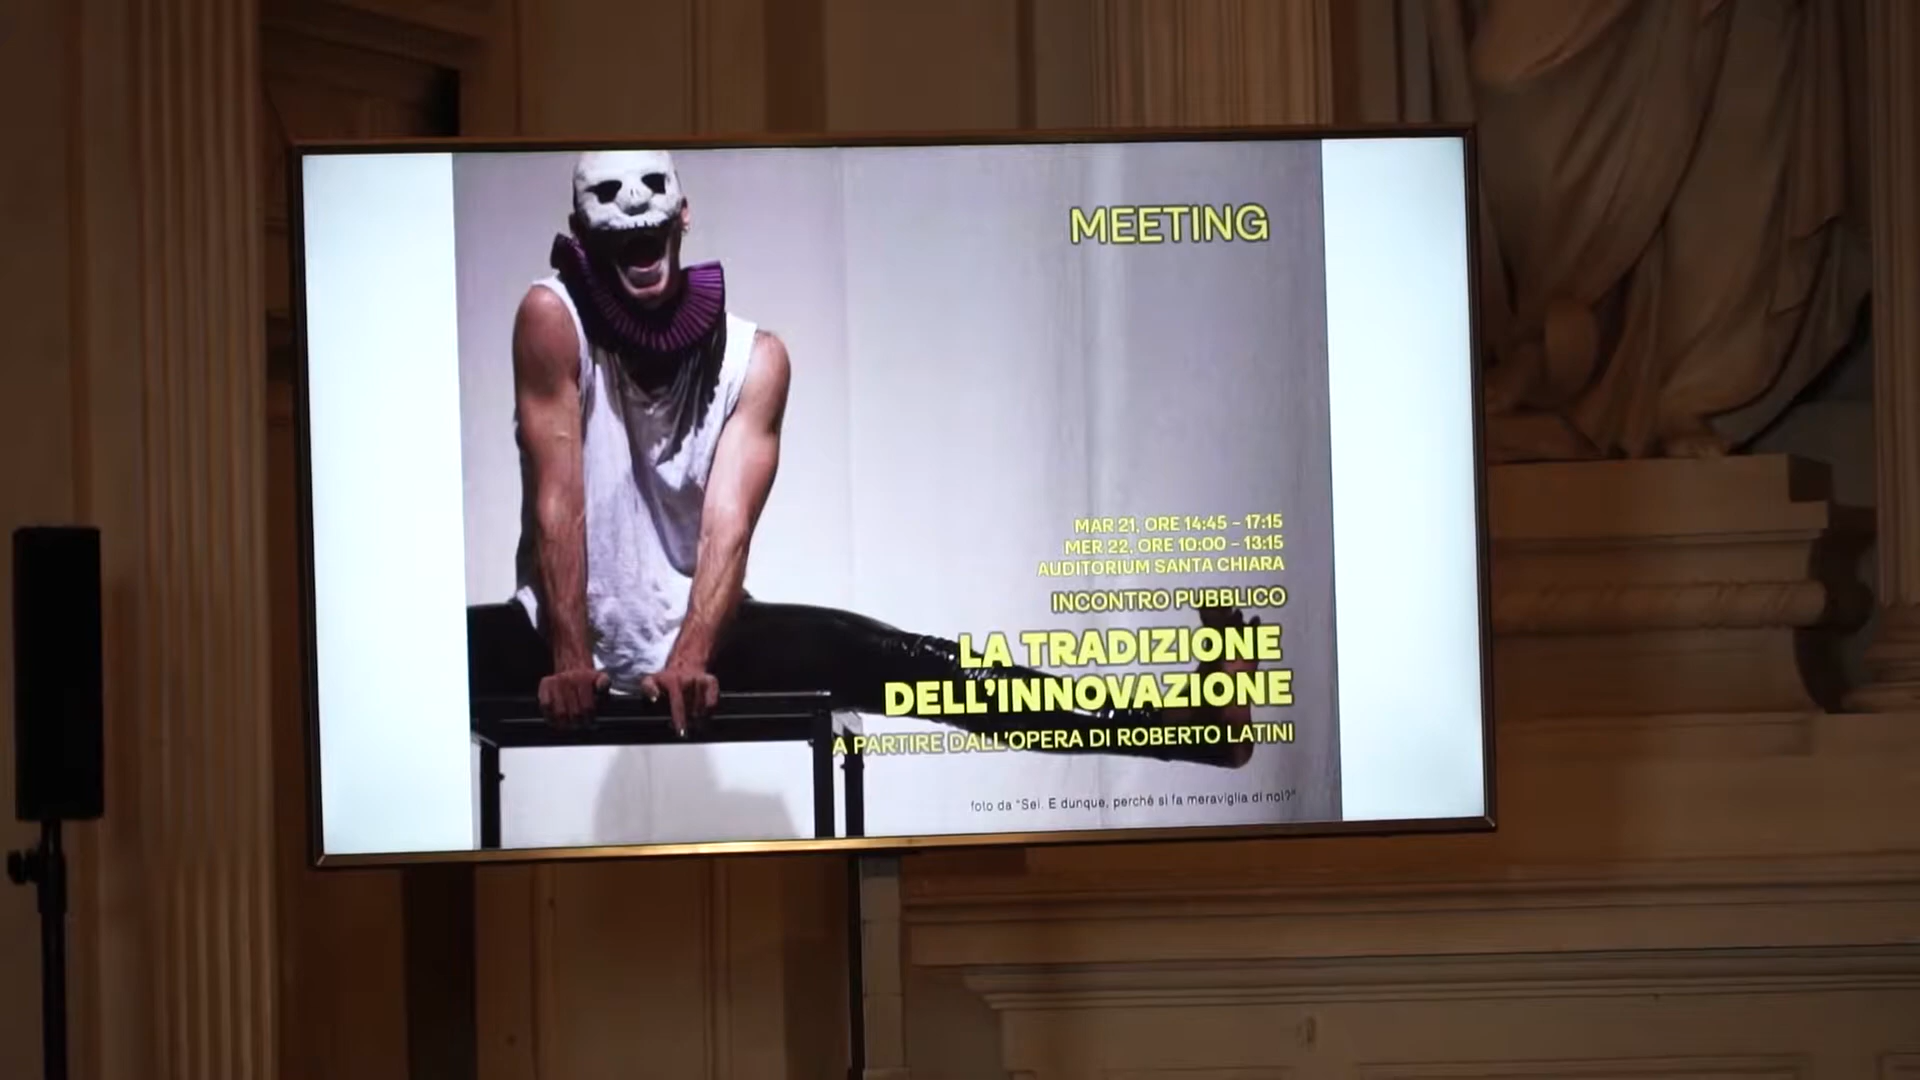 MEETING
MAR 21, ORE 14:45 – 17:15
MER 22, ORE 10:00 – 13:15
AUDITORIUM SANTA CHIARA
INCONTRO PUBBLICO
LA TRADIZIONE
DELL'INNOVAZIONE
A PARTIRE DALL'OPERA DI ROBERTO LATINI
foto da "Sei. E dunque, perché si fa meraviglia di noi?"